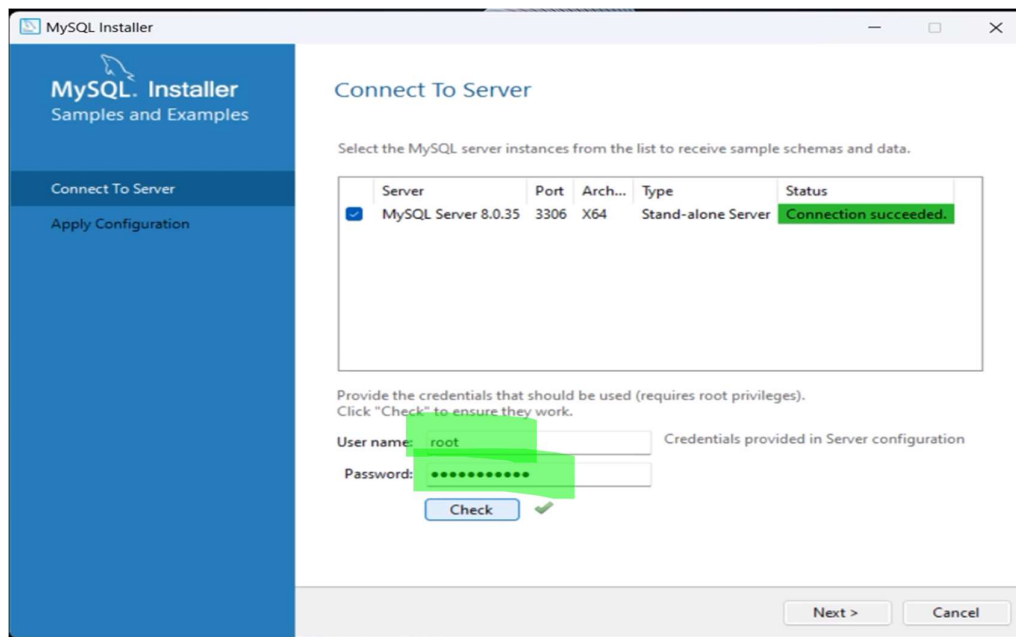 MySQL Installer
MySQL. Installer
Samples and Examples
Connect To Server
Apply Configuration
Connect To Server
Select the MySQL server instances from the list to receive sample schemas and data.
Server Port Arch... Type Status
MySQL Server 8.0.35 3306 X64 Stand-alone Server Connection succeeded.
Provide the credentials that should be used (requires root privileges).
Click "Check" to ensure they work.
User name: root Credentials provided in Server configuration
Password: •••••••••••
Check
Next > Cancel